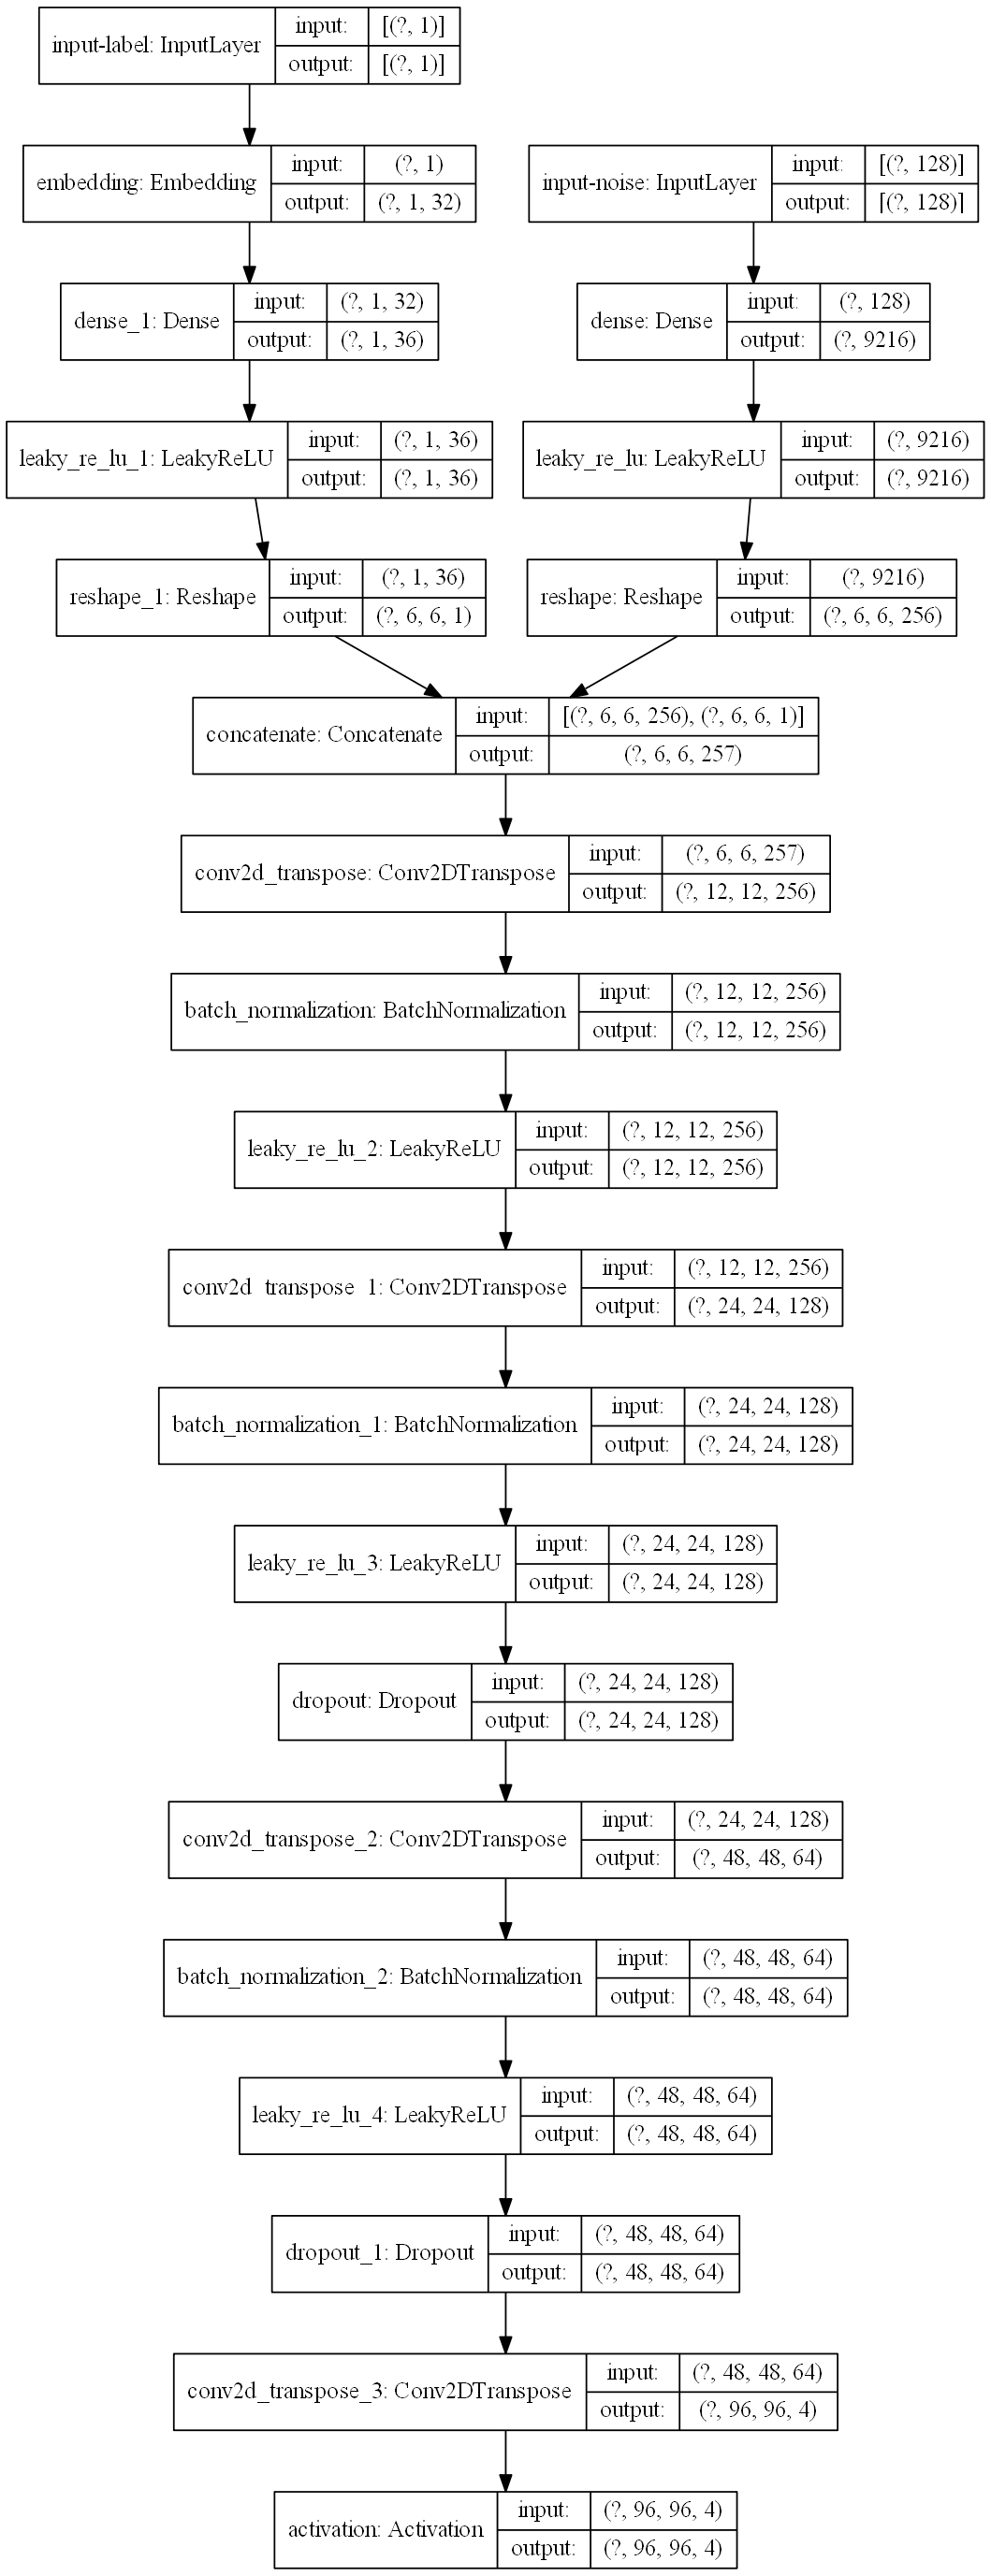 input-label: InputLayer
input:
[(?, 1)]
output:
[(?, 1)]
embedding: Embedding
input:
(?, 1)
output:
(?, 1, 32)
input-noise: InputLayer
input:
[(?, 128)]
output:
[(?, 128)]
dense_1: Dense
input:
(?, 1, 32)
output:
(?, 1, 36)
dense: Dense
input:
(?, 128)
output:
(?, 9216)
leaky_re_lu_1: LeakyReLU
input:
(?, 1, 36)
output:
(?, 1, 36)
leaky_re_lu: LeakyReLU
input:
(?, 9216)
output:
(?, 9216)
reshape_1: Reshape
input:
(?, 1, 36)
output:
(?, 6, 6, 1)
reshape: Reshape
input:
(?, 9216)
output:
(?, 6, 6, 256)
concatenate: Concatenate
input:
[(?, 6, 6, 256), (?, 6, 6, 1)]
output:
(?, 6, 6, 257)
conv2d_transpose: Conv2DTranspose
input:
(?, 6, 6, 257)
output:
(?, 12, 12, 256)
batch_normalization: BatchNormalization
input:
(?, 12, 12, 256)
output:
(?, 12, 12, 256)
leaky_re_lu_2: LeakyReLU
input:
(?, 12, 12, 256)
output:
(?, 12, 12, 256)
conv2d_transpose_1: Conv2DTranspose
input:
(?, 12, 12, 256)
output:
(?, 24, 24, 128)
batch_normalization_1: BatchNormalization
input:
(?, 24, 24, 128)
output:
(?, 24, 24, 128)
leaky_re_lu_3: LeakyReLU
input:
(?, 24, 24, 128)
output:
(?, 24, 24, 128)
dropout: Dropout
input:
(?, 24, 24, 128)
output:
(?, 24, 24, 128)
conv2d_transpose_2: Conv2DTranspose
input:
(?, 24, 24, 128)
output:
(?, 48, 48, 64)
batch_normalization_2: BatchNormalization
input:
(?, 48, 48, 64)
output:
(?, 48, 48, 64)
leaky_re_lu_4: LeakyReLU
input:
(?, 48, 48, 64)
output:
(?, 48, 48, 64)
dropout_1: Dropout
input:
(?, 48, 48, 64)
output:
(?, 48, 48, 64)
conv2d_transpose_3: Conv2DTranspose
input:
(?, 48, 48, 64)
output:
(?, 96, 96, 4)
activation: Activation
input:
(?, 96, 96, 4)
output:
(?, 96, 96, 4)